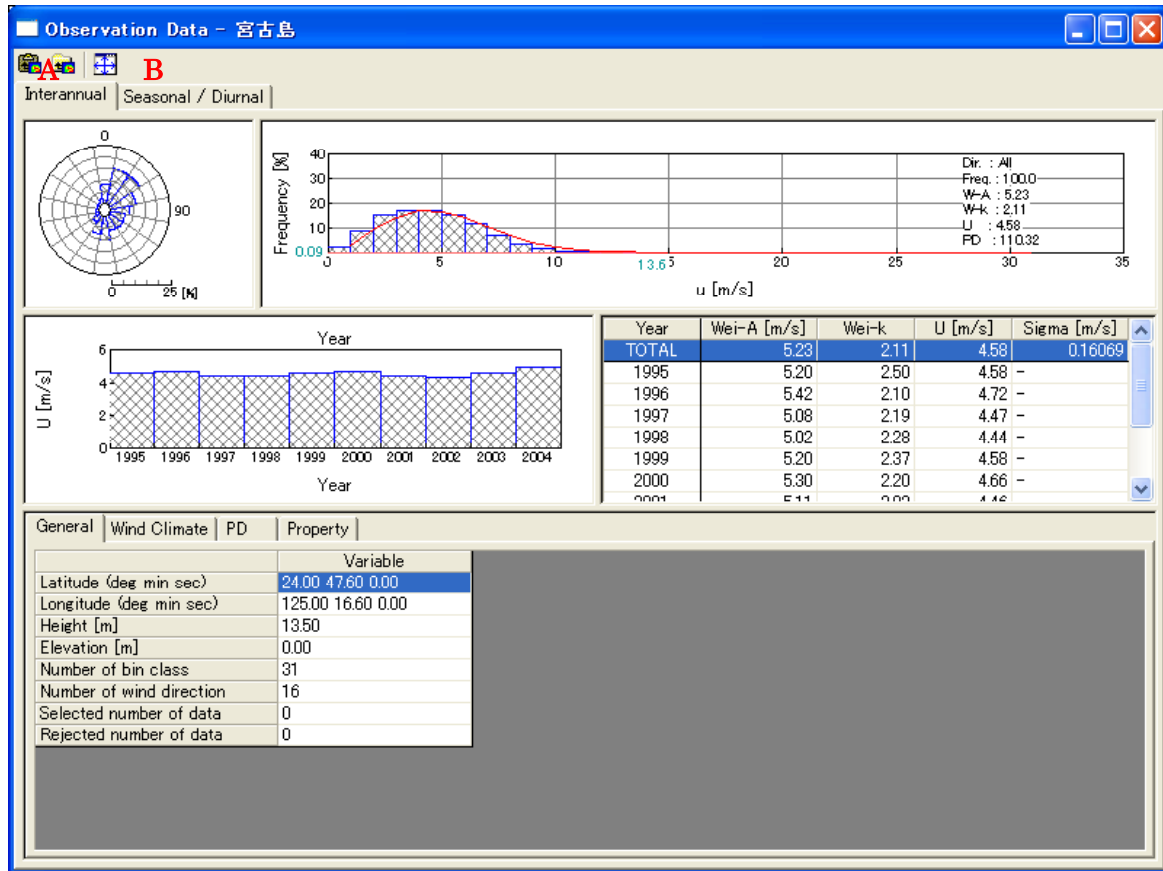 Observation Data - 宮古島
A B
Interannual Seasonal / Diurnal
0
90
0 25 [%]
Frequency [%]
40
30
20
10
0.09
0 5 10 13.6 5 20 25 30 35
u [m/s]
Dir. : All
Freq. : 100.0
W-A : 5.23
W-k : 2.11
U : 4.58
PD : 110.32
Year
U [m/s]
6
4
2
0
1995 1996 1997 1998 1999 2000 2001 2002 2003 2004
Year
Year Wei-A [m/s] Wei-k U [m/s] Sigma [m/s]
TOTAL 5.23 2.11 4.58 0.16069
1995 5.20 2.50 4.58 -
1996 5.42 2.10 4.72 -
1997 5.08 2.19 4.47 -
1998 5.02 2.28 4.44 -
1999 5.20 2.37 4.58 -
2000 5.30 2.20 4.66 -
General Wind Climate PD Property
Variable
Latitude (deg min sec) 24.00 47.60 0.00
Longitude (deg min sec) 125.00 16.60 0.00
Height [m] 13.50
Elevation [m] 0.00
Number of bin class 31
Number of wind direction 16
Selected number of data 0
Rejected number of data 0